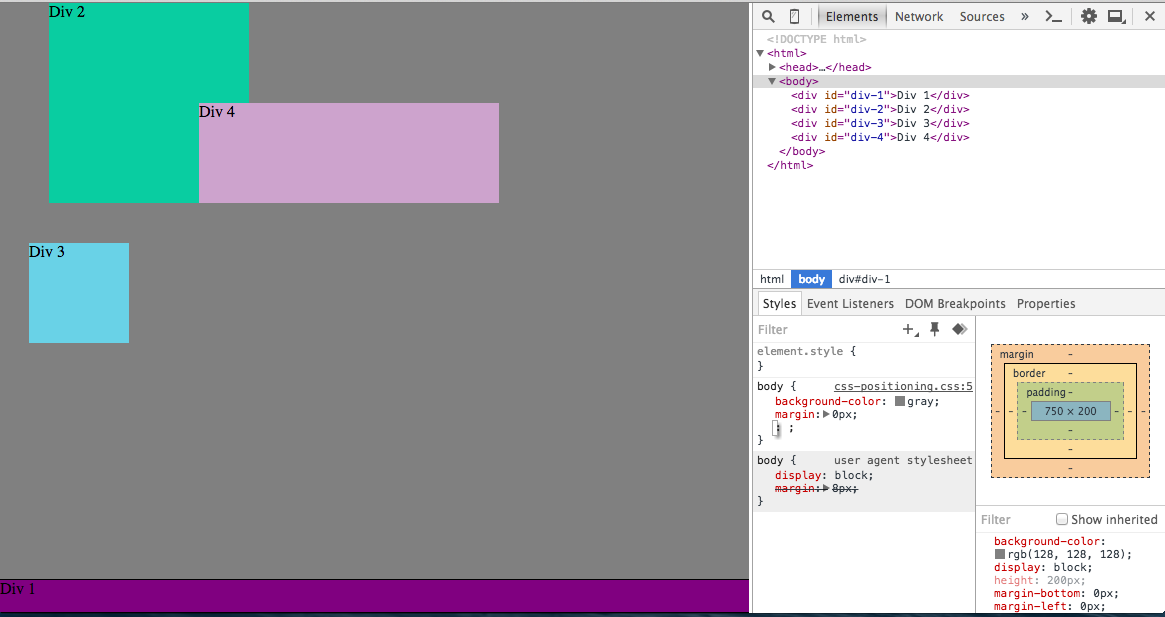 Div 2
Div 4
Div 3
Div 1
Elements Network Sources »
<!DOCTYPE html>
▼<html>
▶<head>…</head>
▼<body>
<div id="div-1">Div 1</div>
<div id="div-2">Div 2</div>
<div id="div-3">Div 3</div>
<div id="div-4">Div 4</div>
</body>
</html>
html body div#div-1
Styles Event Listeners DOM Breakpoints Properties
Filter
element.style {
}
body { css-positioning.css:5
background-color: gray;
margin:▶0px;
: ;
}
body { user agent stylesheet
display: block;
margin:▶8px;
}
margin -
border -
padding -
- - - 750 × 200 - - -
-
-
-
Filter Show inherited
background-color:
rgb(128, 128, 128);
display: block;
height: 200px;
margin-bottom: 0px;
margin-left: 0px;